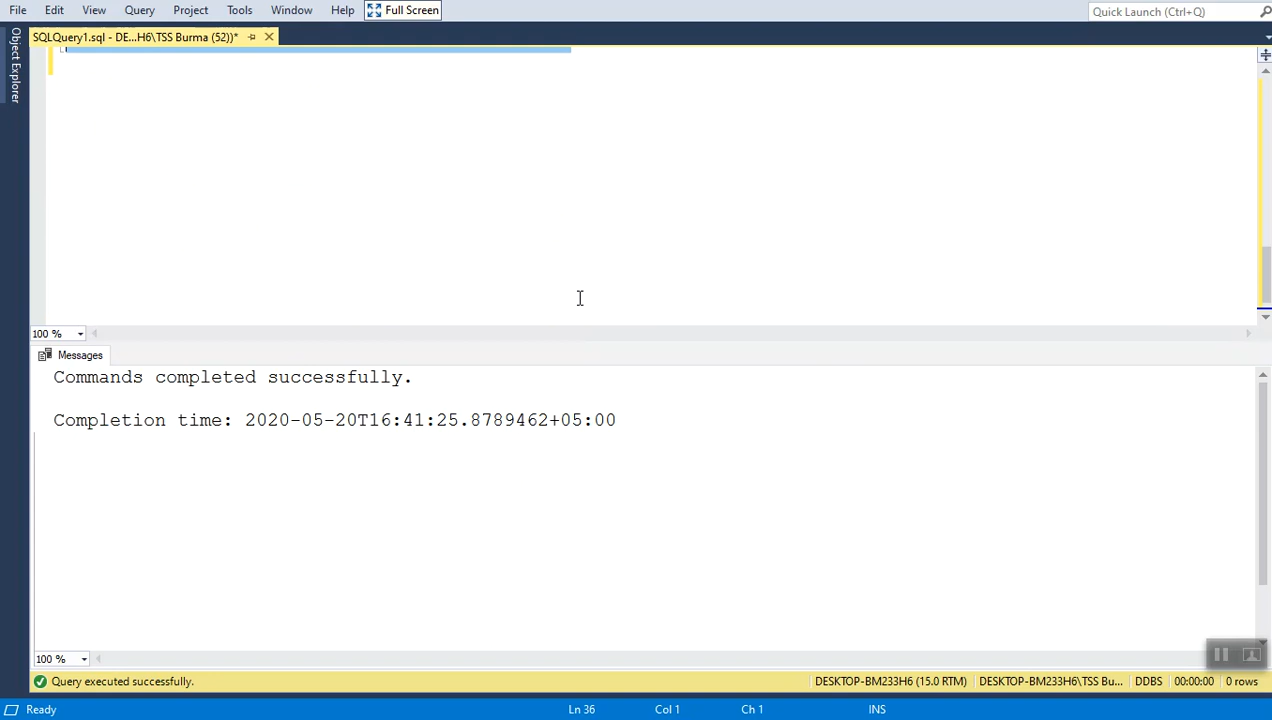 File Edit View Query Project Tools Window Help Full Screen Quick Launch (Ctrl+Q)
SQLQuery1.sql - DE...H6\TSS Burma (52))*
Object Explorer
100 %
Messages
Commands completed successfully.
Completion time: 2020-05-20T16:41:25.8789462+05:00
100 %
Query executed successfully. DESKTOP-BM233H6 (15.0 RTM) DESKTOP-BM233H6\TSS Bu... DDBS 00:00:00 0 rows
Ready Ln 36 Col 1 Ch 1 INS